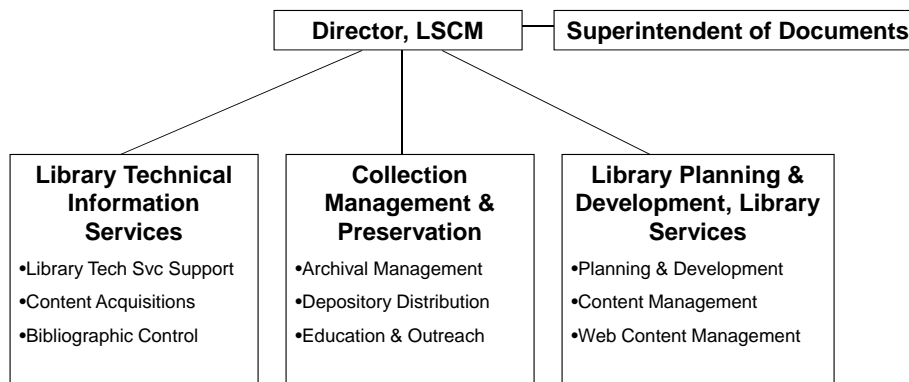 Director, LSCM
Superintendent of Documents
Library Technical
Information
Services
•Library Tech Svc Support
•Content Acquisitions
•Bibliographic Control
Collection
Management &
Preservation
•Archival Management
•Depository Distribution
•Education & Outreach
Library Planning &
Development, Library
Services
•Planning & Development
•Content Management
•Web Content Management